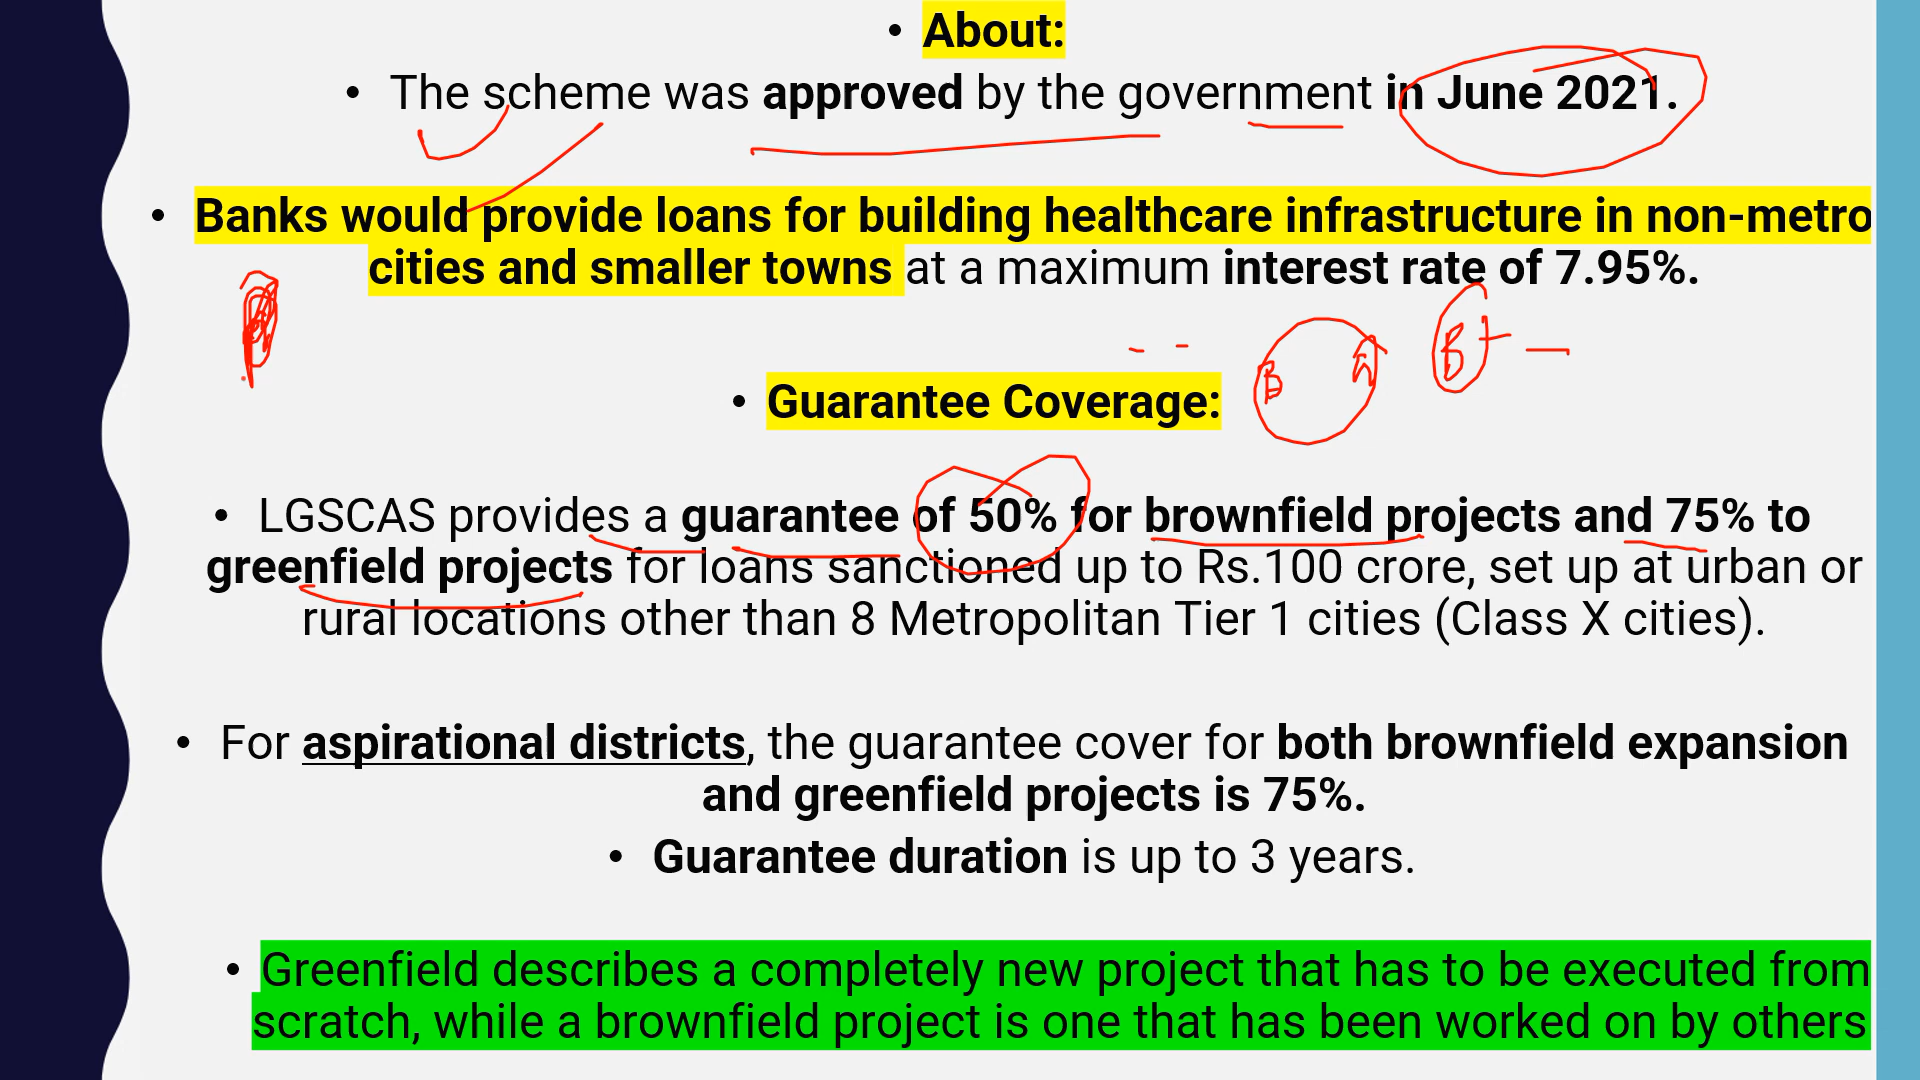 • About:
• The scheme was approved by the government in June 2021.
• Banks would provide loans for building healthcare infrastructure in non-metro
cities and smaller towns at a maximum interest rate of 7.95%.
B A B+
• Guarantee Coverage:
• LGSCAS provides a guarantee of 50% for brownfield projects and 75% to
greenfield projects for loans sanctioned up to Rs.100 crore, set up at urban or
rural locations other than 8 Metropolitan Tier 1 cities (Class X cities).
• For aspirational districts, the guarantee cover for both brownfield expansion
and greenfield projects is 75%.
• Guarantee duration is up to 3 years.
• Greenfield describes a completely new project that has to be executed from
scratch, while a brownfield project is one that has been worked on by others